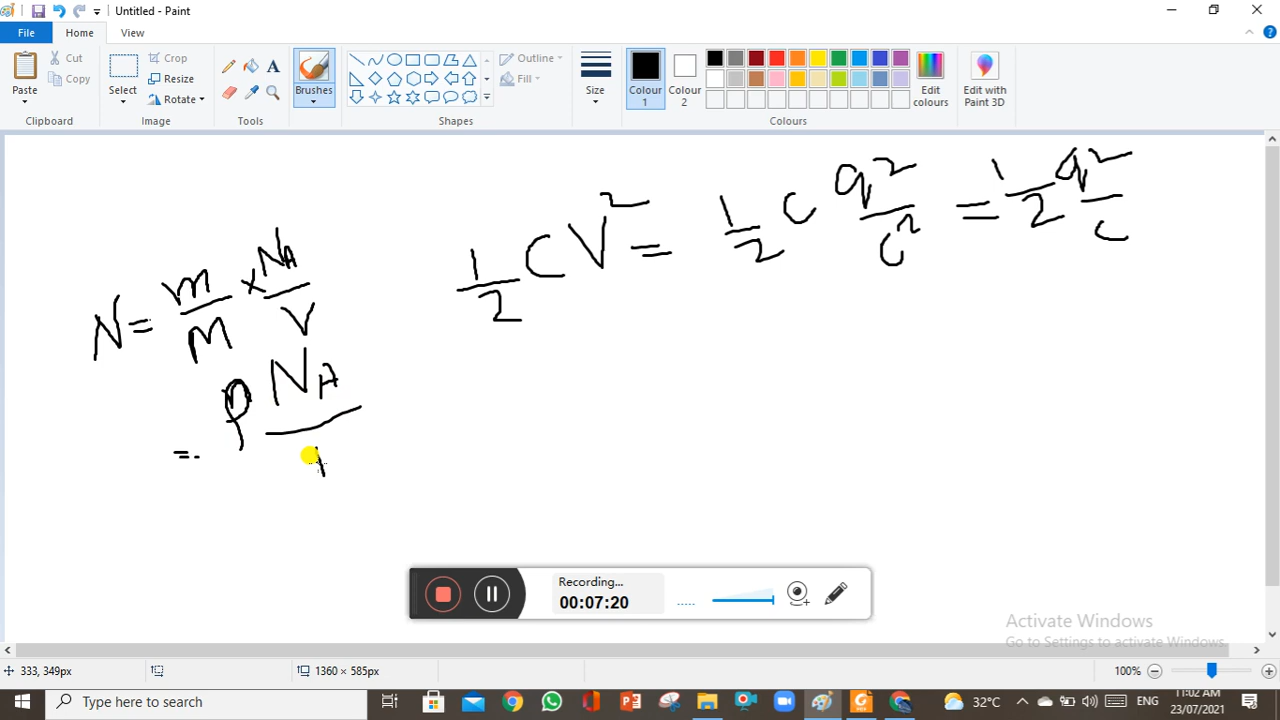 Untitled - Paint
File Home View
Paste Cut Copy
Clipboard
Select Crop Resize Rotate
Image
Tools
Brushes
Outline Fill
Shapes
Size
Colour 1 Colour 2
Edit colours
Edit with Paint 3D
Colours
1/2 CV² = 1/2 C q²/C² = 1/2 q²/C
N = m/M × N_A/V
= ρ N_A/
Recording...
00:07:20
Activate Windows
Go to Settings to activate Windows.
333, 349px 1360 × 585px 100%
Type here to search
32°C ENG
11:02 AM
23/07/2021